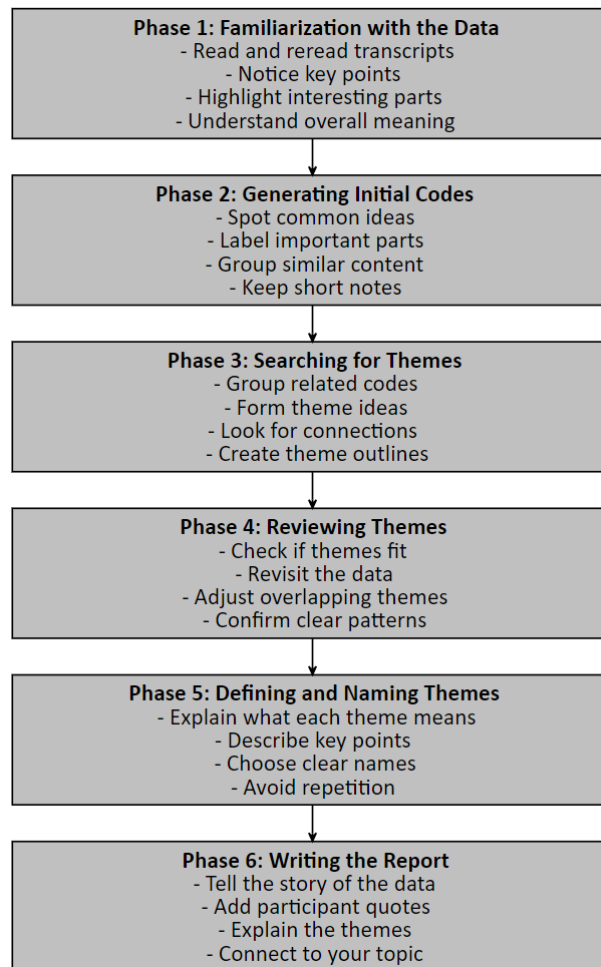 Phase 1: Familiarization with the Data
- Read and reread transcripts
- Notice key points
- Highlight interesting parts
- Understand overall meaning
Phase 2: Generating Initial Codes
- Spot common ideas
- Label important parts
- Group similar content
- Keep short notes
Phase 3: Searching for Themes
- Group related codes
- Form theme ideas
- Look for connections
- Create theme outlines
Phase 4: Reviewing Themes
- Check if themes fit
- Revisit the data
- Adjust overlapping themes
- Confirm clear patterns
Phase 5: Defining and Naming Themes
- Explain what each theme means
- Describe key points
- Choose clear names
- Avoid repetition
Phase 6: Writing the Report
- Tell the story of the data
- Add participant quotes
- Explain the themes
- Connect to your topic